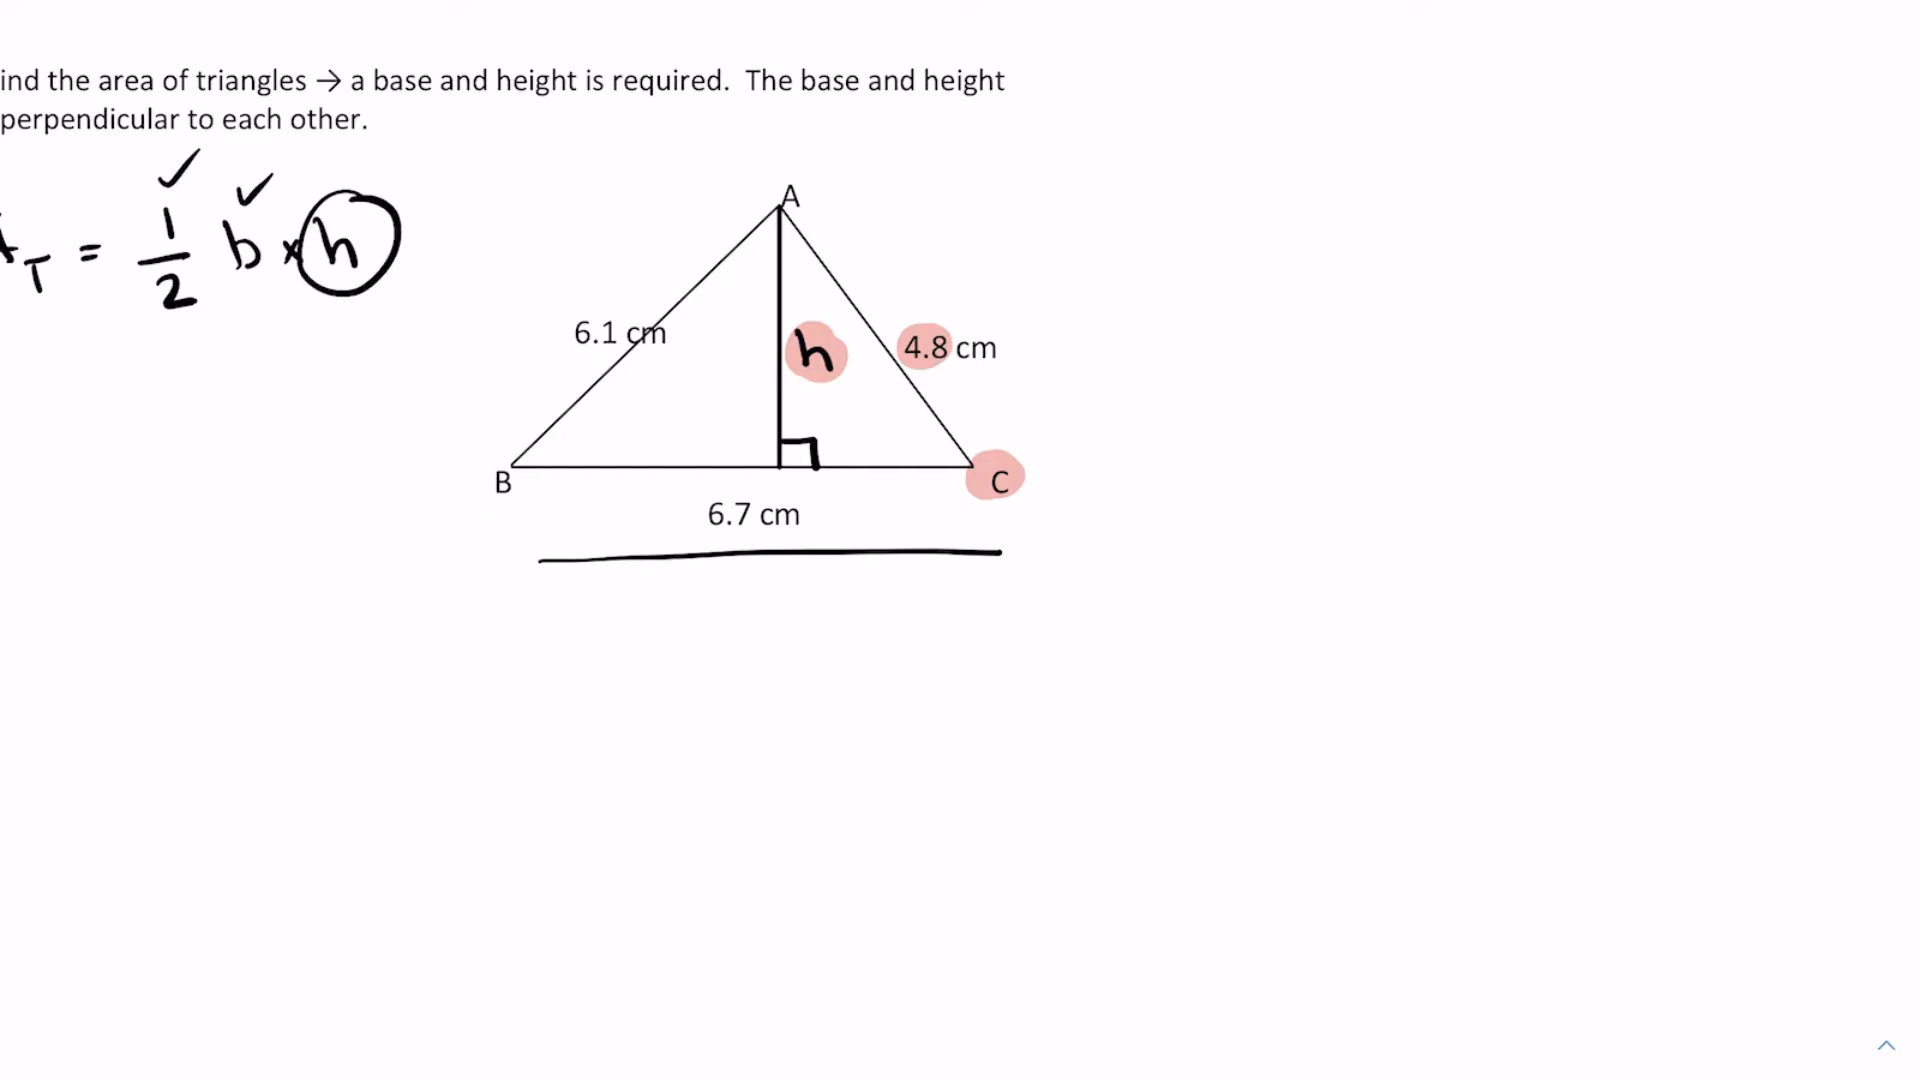 ind the area of triangles → a base and height is required. The base and height
perpendicular to each other.
A_T = 1/2 b × h
A
6.1 cm
h
4.8 cm
B
C
6.7 cm